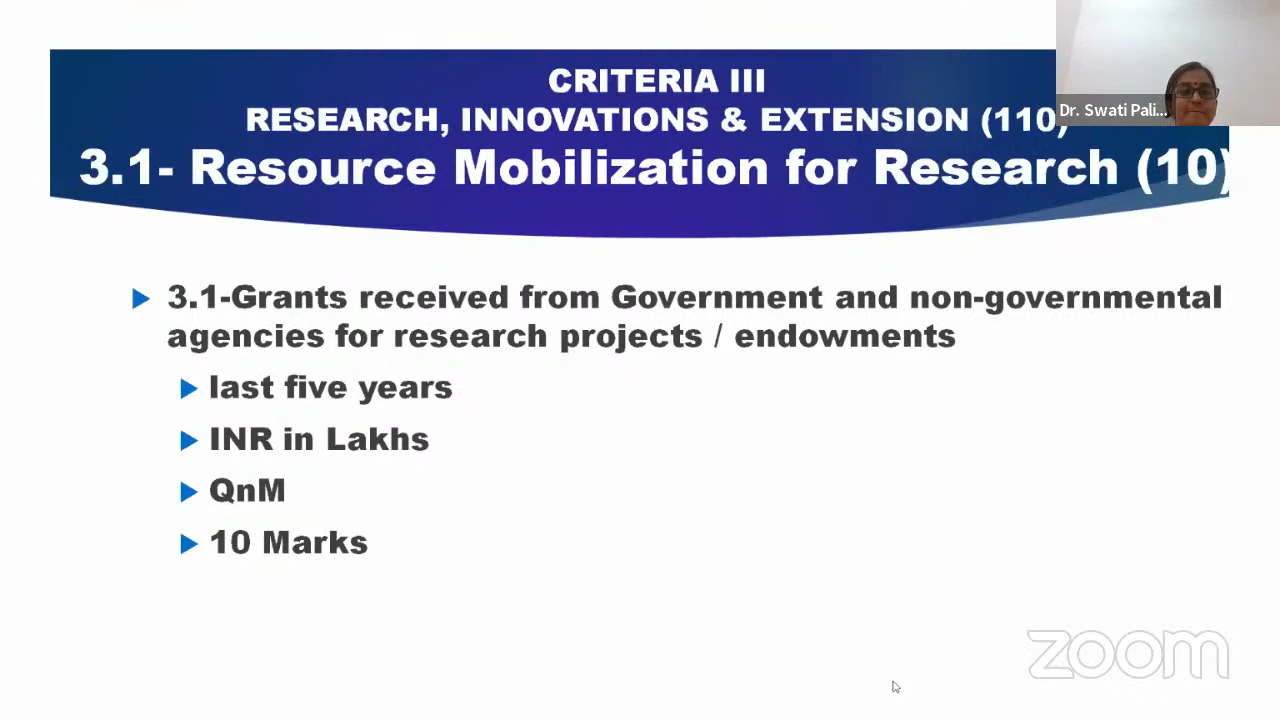 CRITERIA III
RESEARCH, INNOVATIONS & EXTENSION (110)
3.1- Resource Mobilization for Research (10)
Dr. Swati Pali...
3.1-Grants received from Government and non-governmental
agencies for research projects / endowments
last five years
INR in Lakhs
QnM
10 Marks
zoom